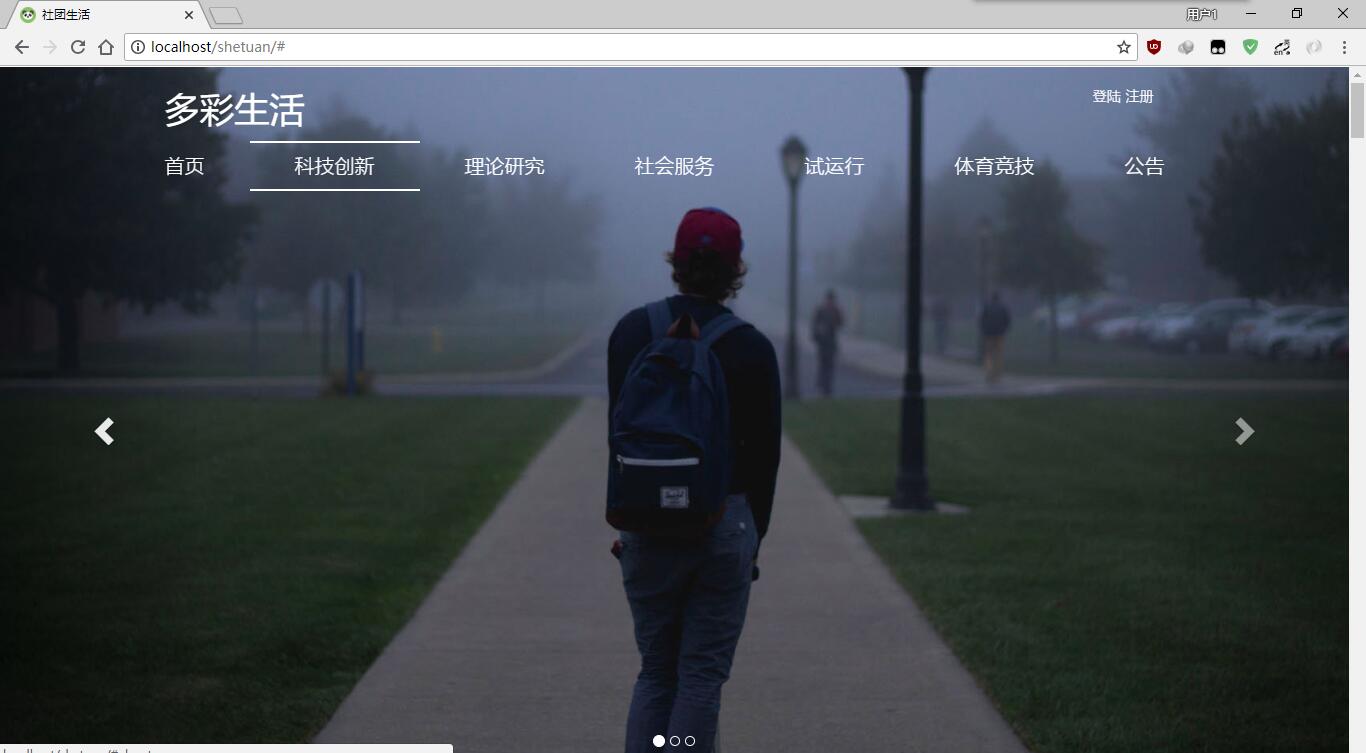 社团生活
用户1
localhost/shetuan/#
多彩生活
登陆 注册
首页 科技创新 理论研究 社会服务 试运行 体育竞技 公告